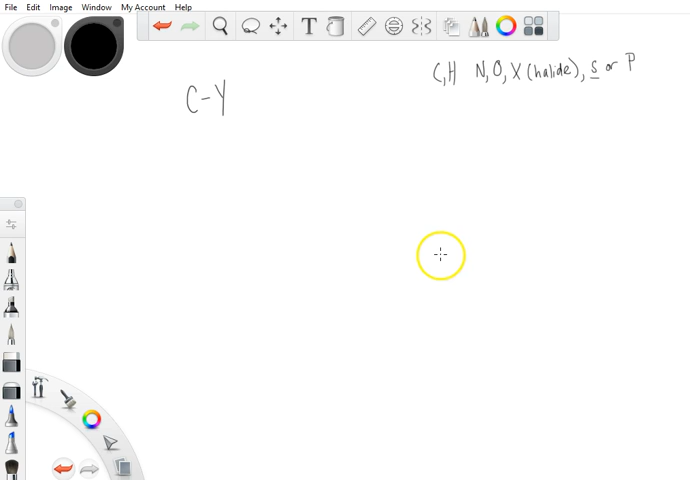 File Edit Image Window My Account Help
T
C,H N,O,X (halide), s or P
C-Y